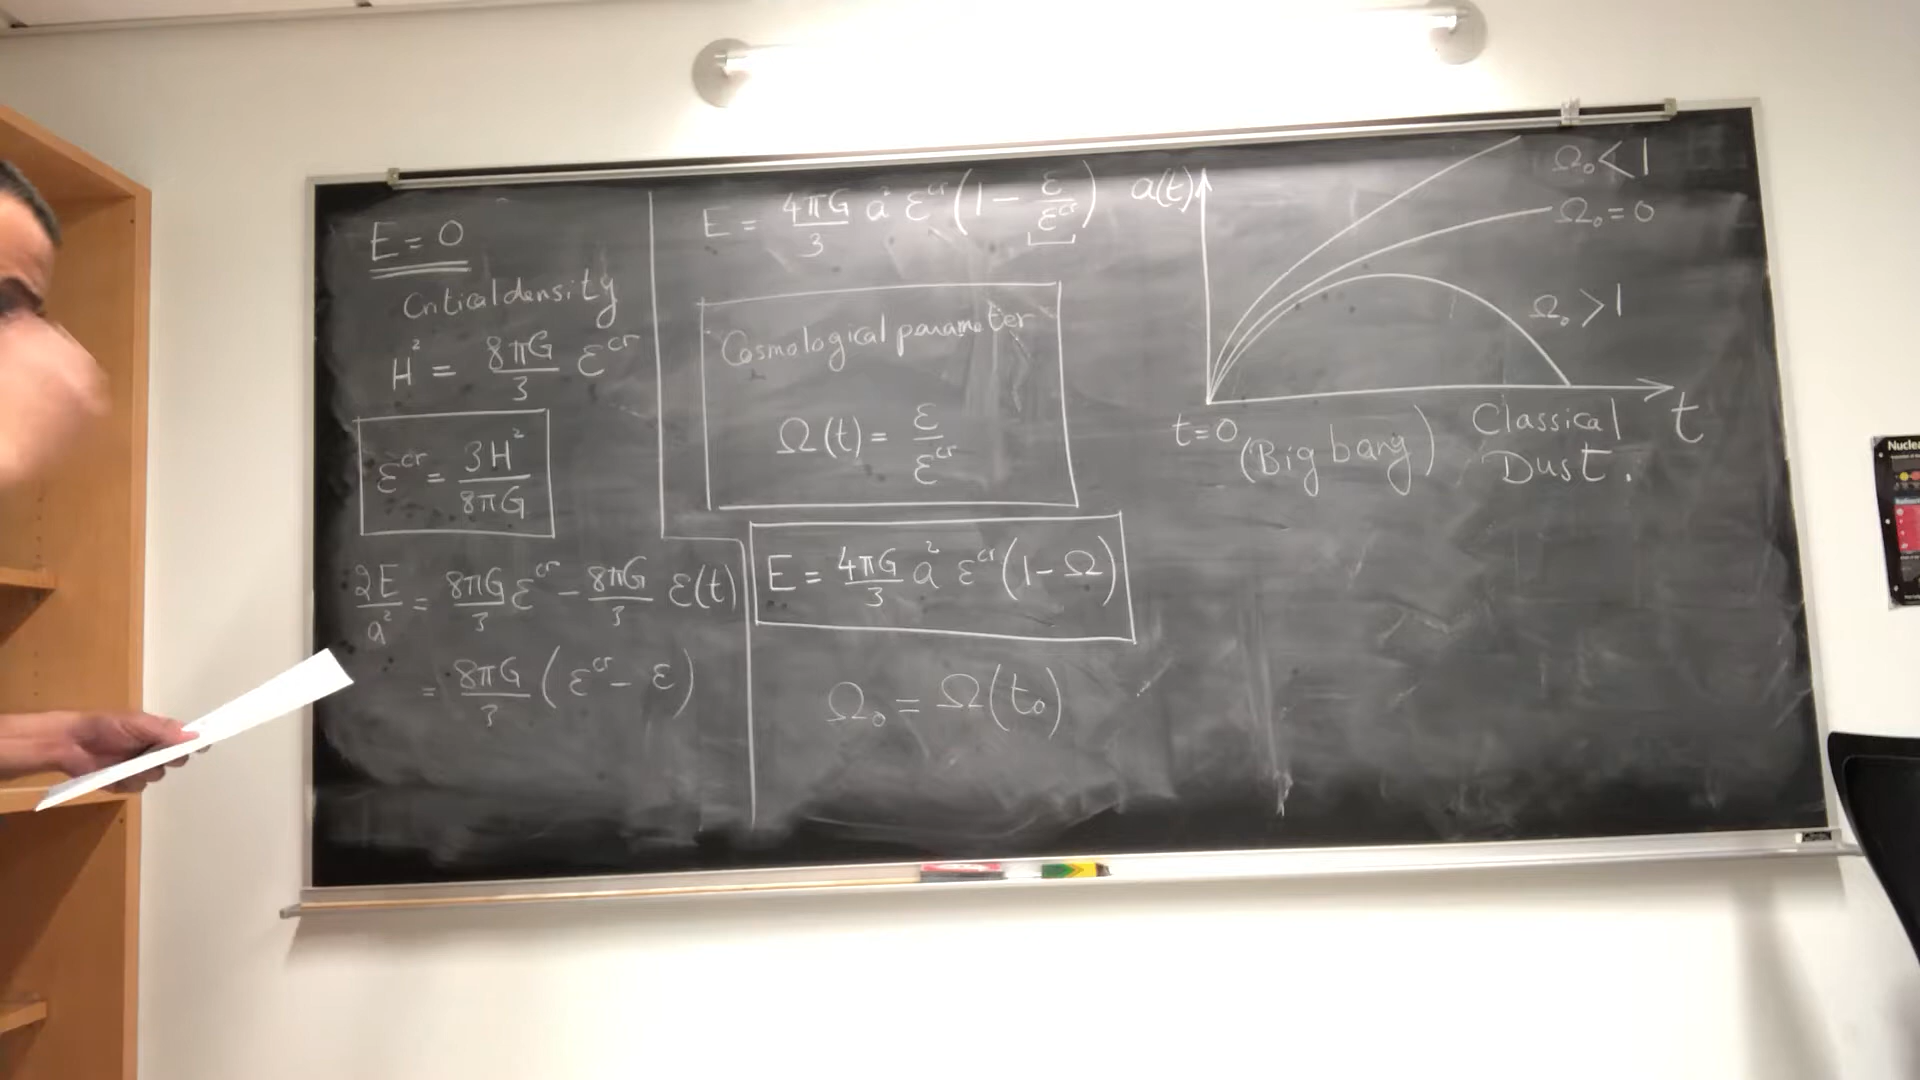 E = 0
Critical density
H² = 8πG/3 ε^cr
ε^cr = 3H²/8πG
2E/a² = 8πG/3 ε^cr − 8πG/3 ε(t)
= 8πG/3 (ε^cr − ε)
E = 4πG/3 a² ε^cr (1 − ε/ε^cr)
Cosmological parameter
Ω(t) = ε/ε^cr
E = 4πG/3 a² ε^cr (1 − Ω)
Ω₀ = Ω(t₀)
a(t)
Ω₀ < 1
Ω₀ = 0
Ω₀ > 1
t
t=0
(Big bang)
Classical
Dust.
Nuclea